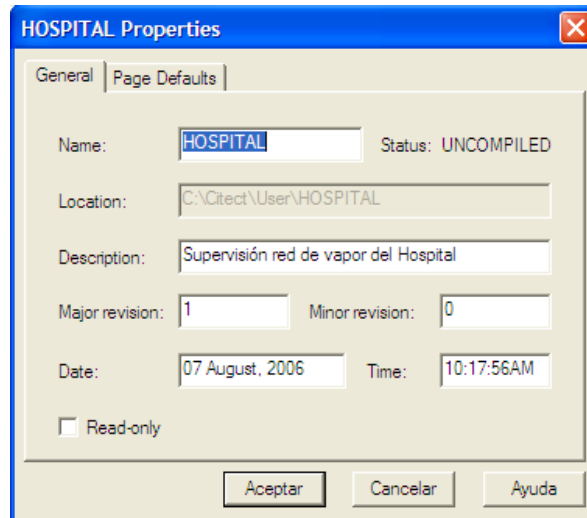 HOSPITAL Properties
General Page Defaults
Name: HOSPITAL Status: UNCOMPILED
Location: C:\Citect\User\HOSPITAL
Description: Supervisión red de vapor del Hospital
Major revision: 1 Minor revision: 0
Date: 07 August, 2006 Time: 10:17:56AM
Read-only
Aceptar Cancelar Ayuda